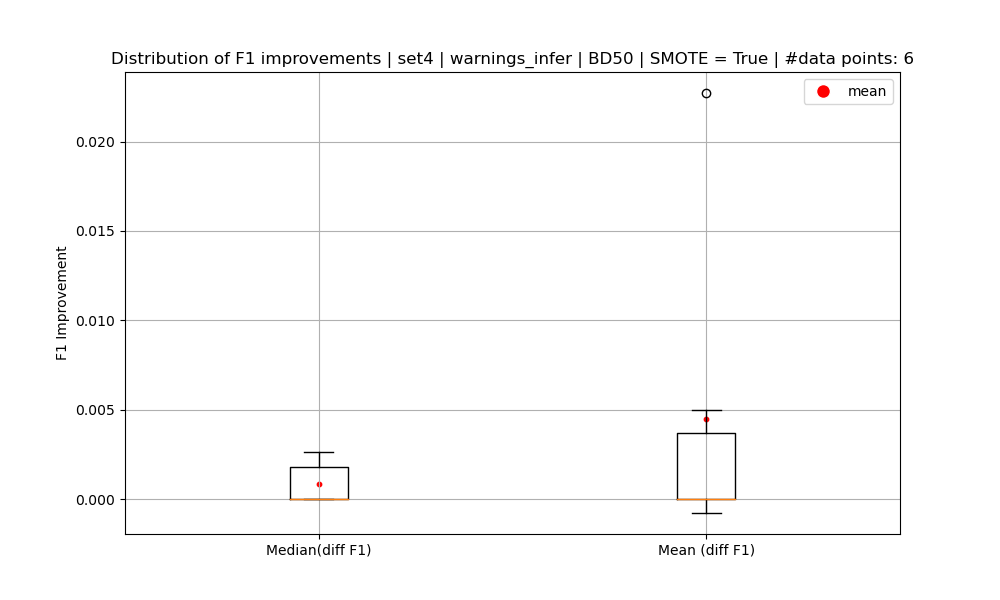 Distribution of F1 improvements | set4 | warnings_infer | BD50 | SMOTE = True | #data points: 6
mean
0.020
0.015
0.010
0.005
0.000
F1 Improvement
Median(diff F1)
Mean (diff F1)